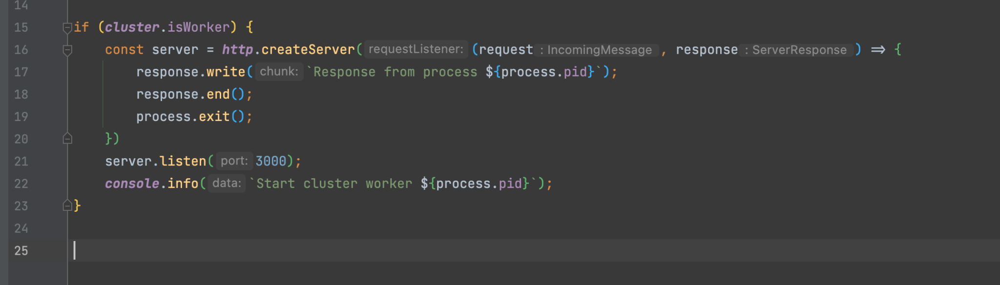 14
15 if (cluster.isWorker) {
16 const server = http.createServer( requestListener: (request : IncomingMessage , response : ServerResponse ) => {
17 response.write( chunk: `Response from process ${process.pid}`);
18 response.end();
19 process.exit();
20 })
21 server.listen( port: 3000);
22 console.info( data: `Start cluster worker ${process.pid}`);
23 }
24
25